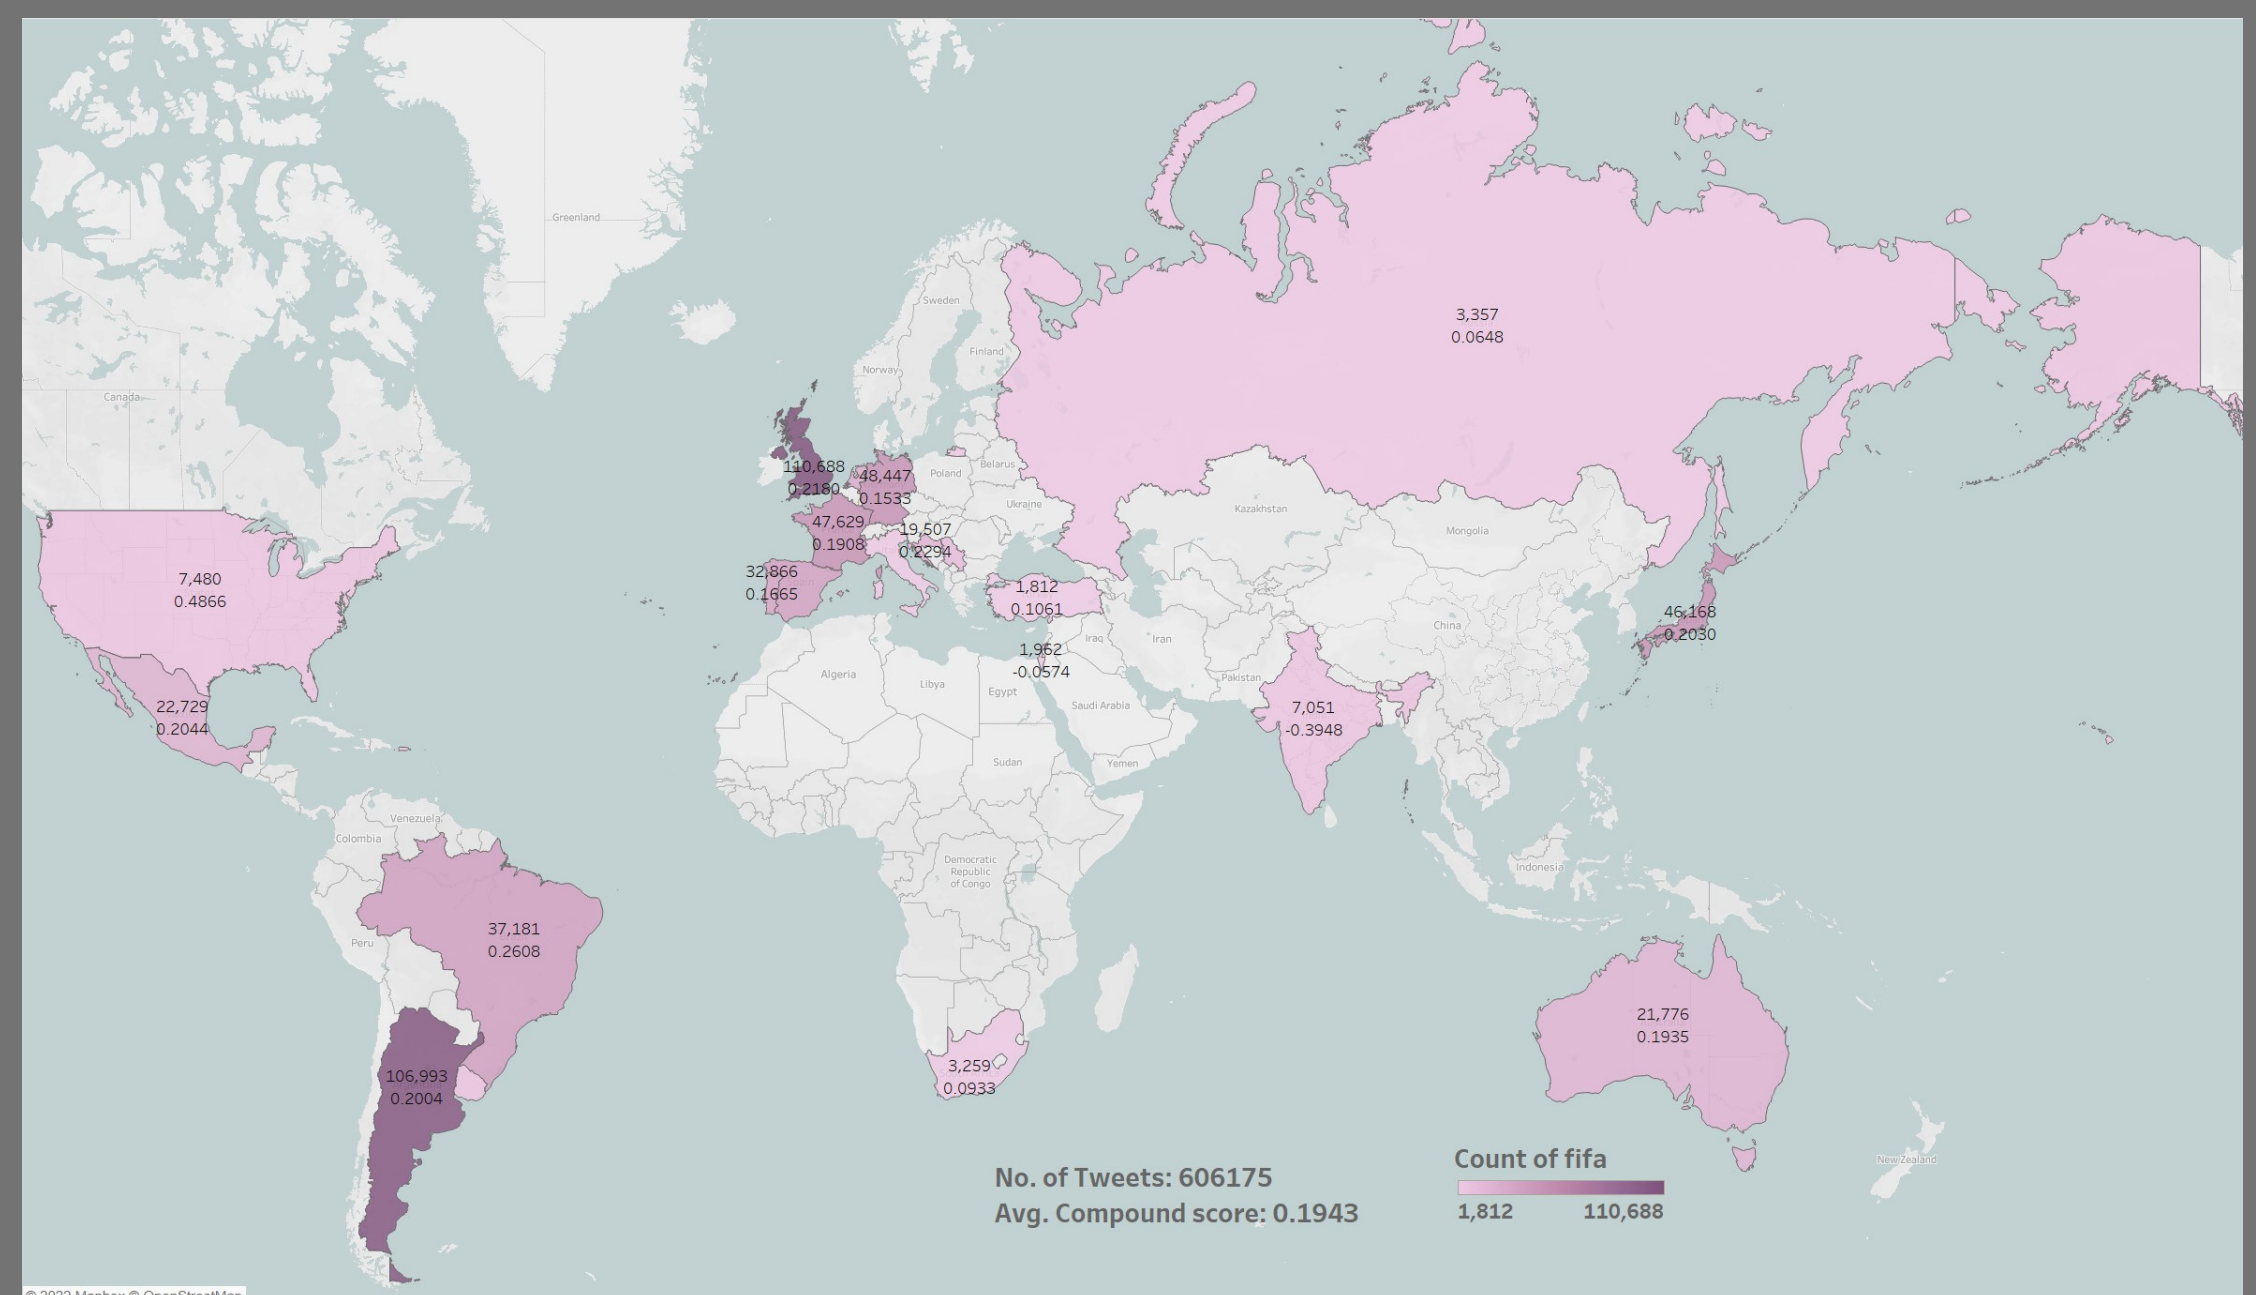 Greenland
Sweden
Finland
Norway
3,357
0.0648
Canada
110,688
0.2180
48,447
0.1533
Poland
Belarus
Ukraine
47,629
0.1908
19,507
0.2294
Kazakhstan
Mongolia
7,480
0.4866
32,866
0.1665
1,812
0.1061
46,168
0.2030
China
Iraq
Iran
1,962
-0.0574
Algeria
Libya
Egypt
Pakistan
Saudi Arabia
22,729
0.2044
7,051
-0.3948
Sudan
Yemen
Venezuela
Colombia
Democratic
Republic
of Congo
Indonesia
37,181
0.2608
Peru
21,776
0.1935
106,993
0.2004
3,259
0.0933
New Zealand
No. of Tweets: 606175
Avg. Compound score: 0.1943
Count of fifa
1,812
110,688